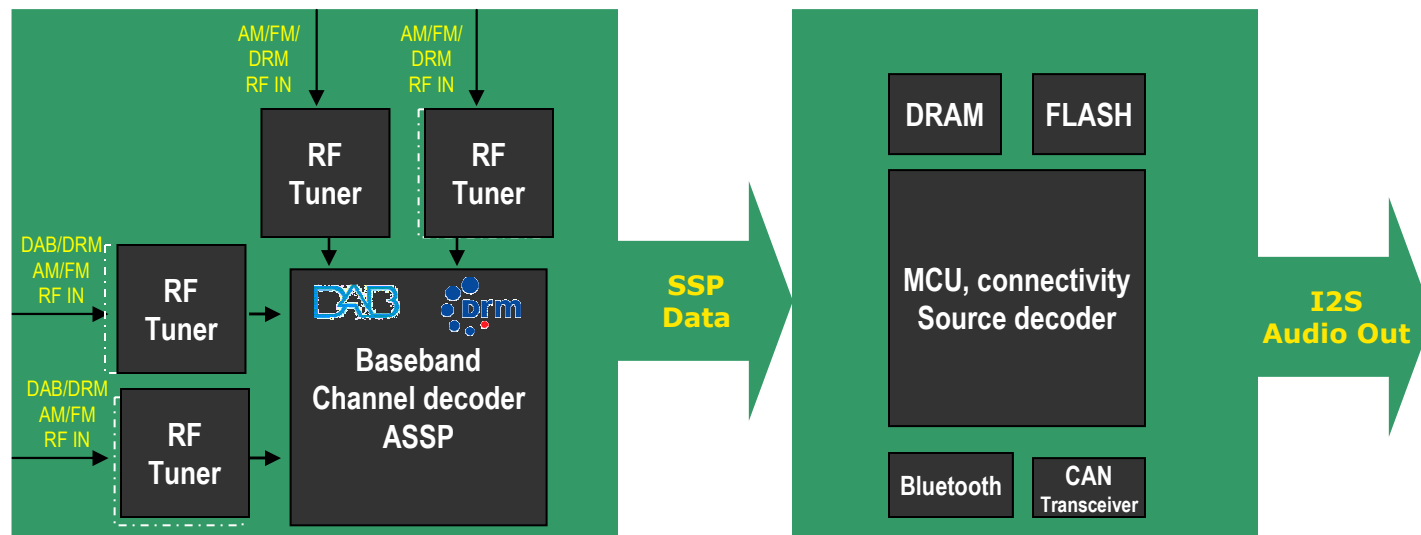 AM/FM/
DRM
RF IN
AM/FM/
DRM
RF IN
RF
Tuner
RF
Tuner
DAB/DRM
AM/FM
RF IN
RF
Tuner
DAB/DRM
AM/FM
RF IN
RF
Tuner
DAB
Drm
Baseband
Channel decoder
ASSP
SSP
Data
DRAM
FLASH
MCU, connectivity
Source decoder
Bluetooth
CAN
Transceiver
I2S
Audio Out